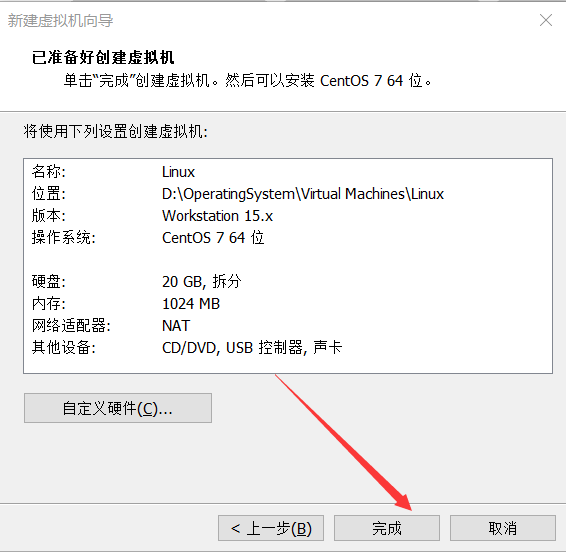 新建虚拟机向导
已准备好创建虚拟机
单击“完成”创建虚拟机。然后可以安装 CentOS 7 64 位。
将使用下列设置创建虚拟机:
名称: Linux
位置: D:\OperatingSystem\Virtual Machines\Linux
版本: Workstation 15.x
操作系统: CentOS 7 64 位
硬盘: 20 GB, 拆分
内存: 1024 MB
网络适配器: NAT
其他设备: CD/DVD, USB 控制器, 声卡
自定义硬件(C)...
< 上一步(B) 完成 取消